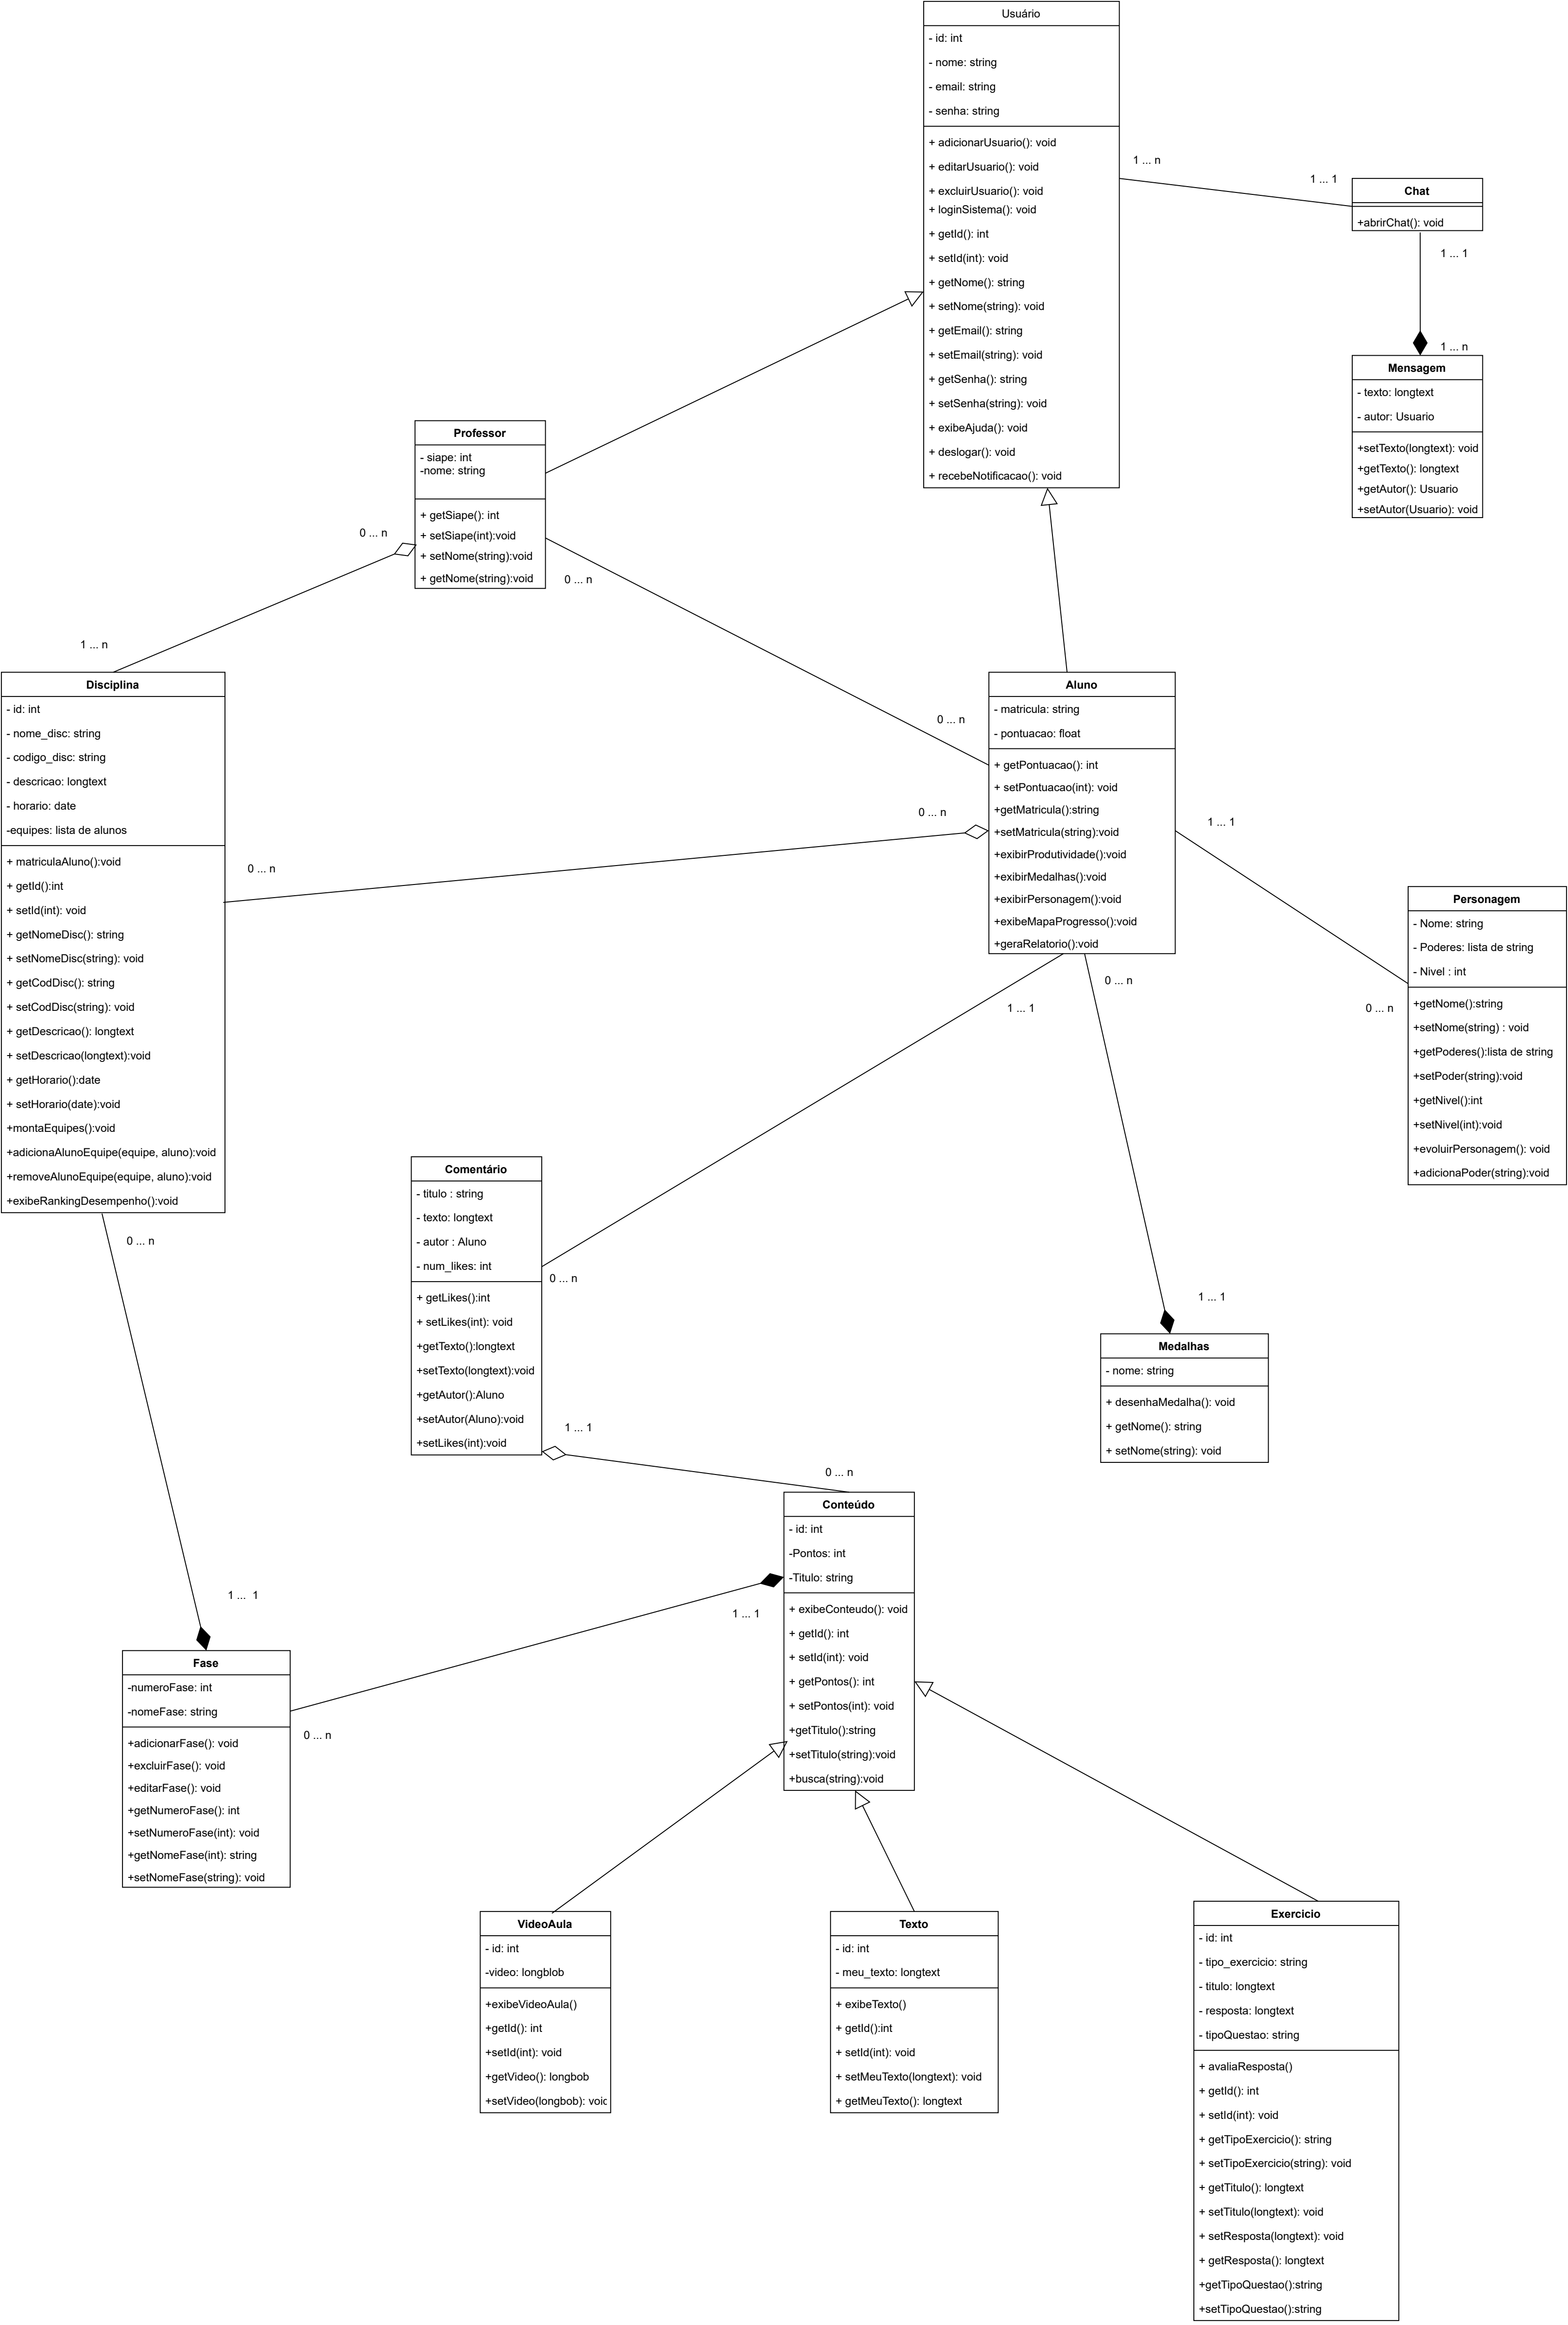 Usuário
- id: int
- nome: string
- email: string
- senha: string
+ adicionarUsuario(): void
+ editarUsuario(): void
+ excluirUsuario(): void
+ loginSistema(): void
+ getId(): int
+ setId(int): void
+ getNome(): string
+ setNome(string): void
+ getEmail(): string
+ setEmail(string): void
+ getSenha(): string
+ setSenha(string): void
+ exibeAjuda(): void
+ deslogar(): void
+ recebeNotificacao(): void
1 ... n
1 ... 1
Chat
+abrirChat(): void
1 ... 1
1 ... n
Mensagem
- texto: longtext
- autor: Usuario
+setTexto(longtext): void
+getTexto(): longtext
+getAutor(): Usuario
+setAutor(Usuario): void
Professor
- siape: int
-nome: string
+ getSiape(): int
+ setSiape(int):void
+ setNome(string):void
+ getNome(string):void
0 ... n
0 ... n
1 ... n
Disciplina
- id: int
- nome_disc: string
- codigo_disc: string
- descricao: longtext
- horario: date
-equipes: lista de alunos
+ matriculaAluno():void
+ getId():int
+ setId(int): void
+ getNomeDisc(): string
+ setNomeDisc(string): void
+ getCodDisc(): string
+ setCodDisc(string): void
+ getDescricao(): longtext
+ setDescricao(longtext):void
+ getHorario():date
+ setHorario(date):void
+montaEquipes():void
+adicionaAlunoEquipe(equipe, aluno):void
+removeAlunoEquipe(equipe, aluno):void
+exibeRankingDesempenho():void
0 ... n
0 ... n
0 ... n
0 ... n
Aluno
- matricula: string
- pontuacao: float
+ getPontuacao(): int
+ setPontuacao(int): void
+getMatricula():string
+setMatricula(string):void
+exibirProdutividade():void
+exibirMedalhas():void
+exibirPersonagem():void
+exibeMapaProgresso():void
+geraRelatorio():void
1 ... 1
0 ... n
Personagem
- Nome: string
- Poderes: lista de string
- Nivel : int
+getNome():string
+setNome(string) : void
+getPoderes():lista de string
+setPoder(string):void
+getNivel():int
+setNivel(int):void
+evoluirPersonagem(): void
+adicionaPoder(string):void
0 ... n
1 ... 1
Comentário
- titulo : string
- texto: longtext
- autor : Aluno
- num_likes: int
+ getLikes():int
+ setLikes(int): void
+getTexto():longtext
+setTexto(longtext):void
+getAutor():Aluno
+setAutor(Aluno):void
+setLikes(int):void
0 ... n
1 ... 1
Medalhas
- nome: string
+ desenhaMedalha(): void
+ getNome(): string
+ setNome(string): void
1 ... 1
0 ... n
Conteúdo
- id: int
-Pontos: int
-Titulo: string
+ exibeConteudo(): void
+ getId(): int
+ setId(int): void
+ getPontos(): int
+ setPontos(int): void
+getTitulo():string
+setTitulo(string):void
+busca(string):void
1 ... 1
1 ... 1
Fase
-numeroFase: int
-nomeFase: string
+adicionarFase(): void
+excluirFase(): void
+editarFase(): void
+getNumeroFase(): int
+setNumeroFase(int): void
+getNomeFase(int): string
+setNomeFase(string): void
0 ... n
VideoAula
- id: int
-video: longblob
+exibeVideoAula()
+getId(): int
+setId(int): void
+getVideo(): longbob
+setVideo(longbob): voic
Texto
- id: int
- meu_texto: longtext
+ exibeTexto()
+ getId():int
+ setId(int): void
+ setMeuTexto(longtext): void
+ getMeuTexto(): longtext
Exercicio
- id: int
- tipo_exercicio: string
- titulo: longtext
- resposta: longtext
- tipoQuestao: string
+ avaliaResposta()
+ getId(): int
+ setId(int): void
+ getTipoExercicio(): string
+ setTipoExercicio(string): void
+ getTitulo(): longtext
+ setTitulo(longtext): void
+ setResposta(longtext): void
+ getResposta(): longtext
+getTipoQuestao():string
+setTipoQuestao():string